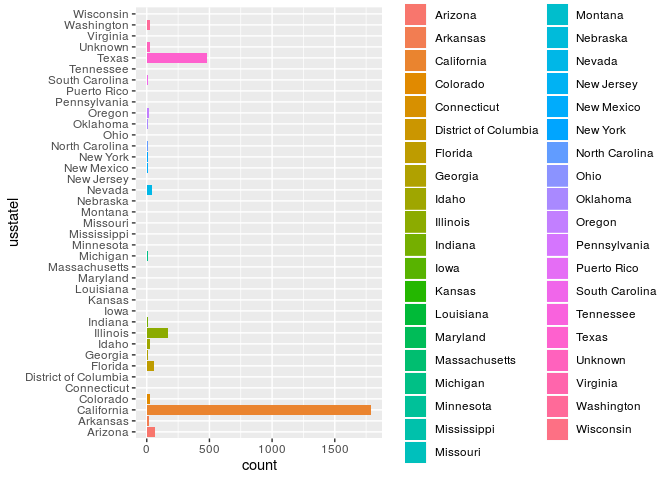 usstatel
Wisconsin
Washington
Virginia
Unknown
Texas
Tennessee
South Carolina
Puerto Rico
Pennsylvania
Oregon
Oklahoma
Ohio
North Carolina
New York
New Mexico
New Jersey
Nevada
Nebraska
Montana
Missouri
Mississippi
Minnesota
Michigan
Massachusetts
Maryland
Louisiana
Kansas
Iowa
Indiana
Illinois
Idaho
Georgia
Florida
District of Columbia
Connecticut
Colorado
California
Arkansas
Arizona
0 500 1000 1500
count
Arizona
Arkansas
California
Colorado
Connecticut
District of Columbia
Florida
Georgia
Idaho
Illinois
Indiana
Iowa
Kansas
Louisiana
Maryland
Massachusetts
Michigan
Minnesota
Mississippi
Missouri
Montana
Nebraska
Nevada
New Jersey
New Mexico
New York
North Carolina
Ohio
Oklahoma
Oregon
Pennsylvania
Puerto Rico
South Carolina
Tennessee
Texas
Unknown
Virginia
Washington
Wisconsin